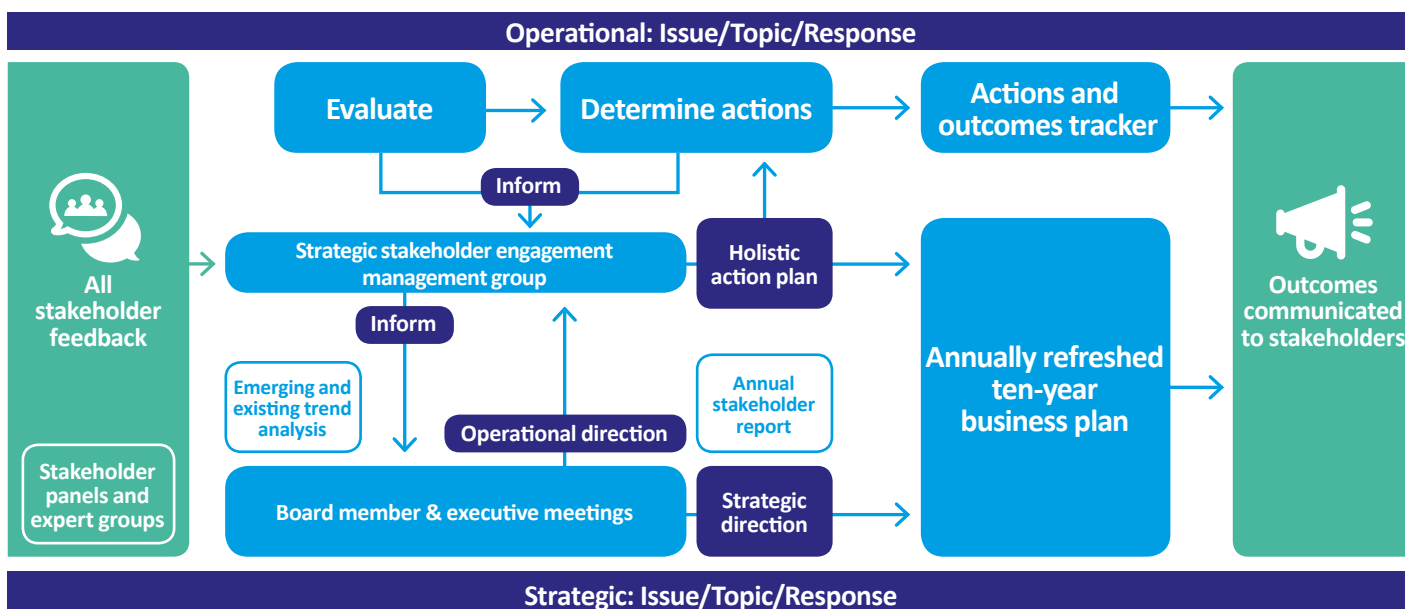 Operational: Issue/Topic/Response
Evaluate
Determine actions
Actions and
outcomes tracker
Inform
All
stakeholder
feedback
Stakeholder
panels and
expert groups
Strategic stakeholder engagement
management group
Holistic
action plan
Inform
Emerging and
existing trend
analysis
Operational direction
Annual
stakeholder
report
Annually refreshed
ten-year
business plan
Board member & executive meetings
Strategic
direction
Outcomes
communicated
to stakeholders
Strategic: Issue/Topic/Response